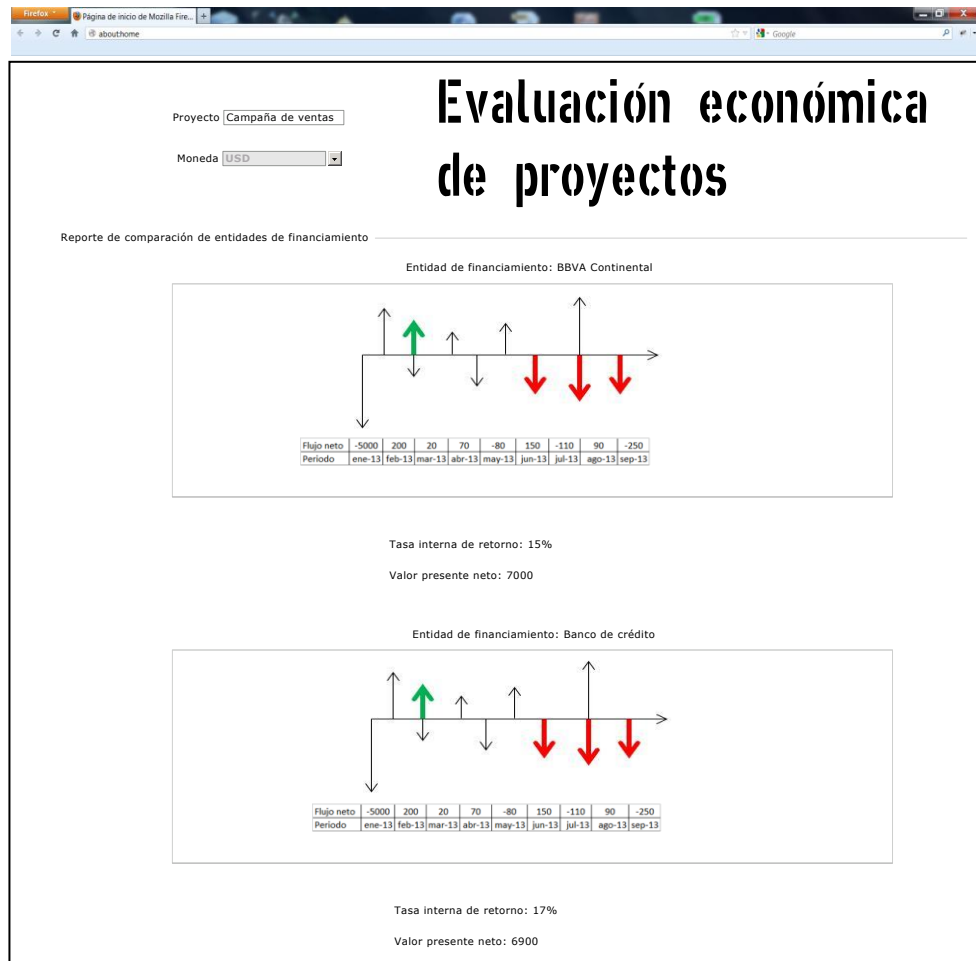 Firefox
Página de inicio de Mozilla Fire...
abouthome
Google
Evaluación económica
de proyectos
Proyecto Campaña de ventas
Moneda USD
Reporte de comparación de entidades de financiamiento
Entidad de financiamiento: BBVA Continental
Flujo neto -5000 200 20 70 -80 150 -110 90 -250
Periodo ene-13 feb-13 mar-13 abr-13 may-13 jun-13 jul-13 ago-13 sep-13
Tasa interna de retorno: 15%
Valor presente neto: 7000
Entidad de financiamiento: Banco de crédito
Flujo neto -5000 200 20 70 -80 150 -110 90 -250
Periodo ene-13 feb-13 mar-13 abr-13 may-13 jun-13 jul-13 ago-13 sep-13
Tasa interna de retorno: 17%
Valor presente neto: 6900